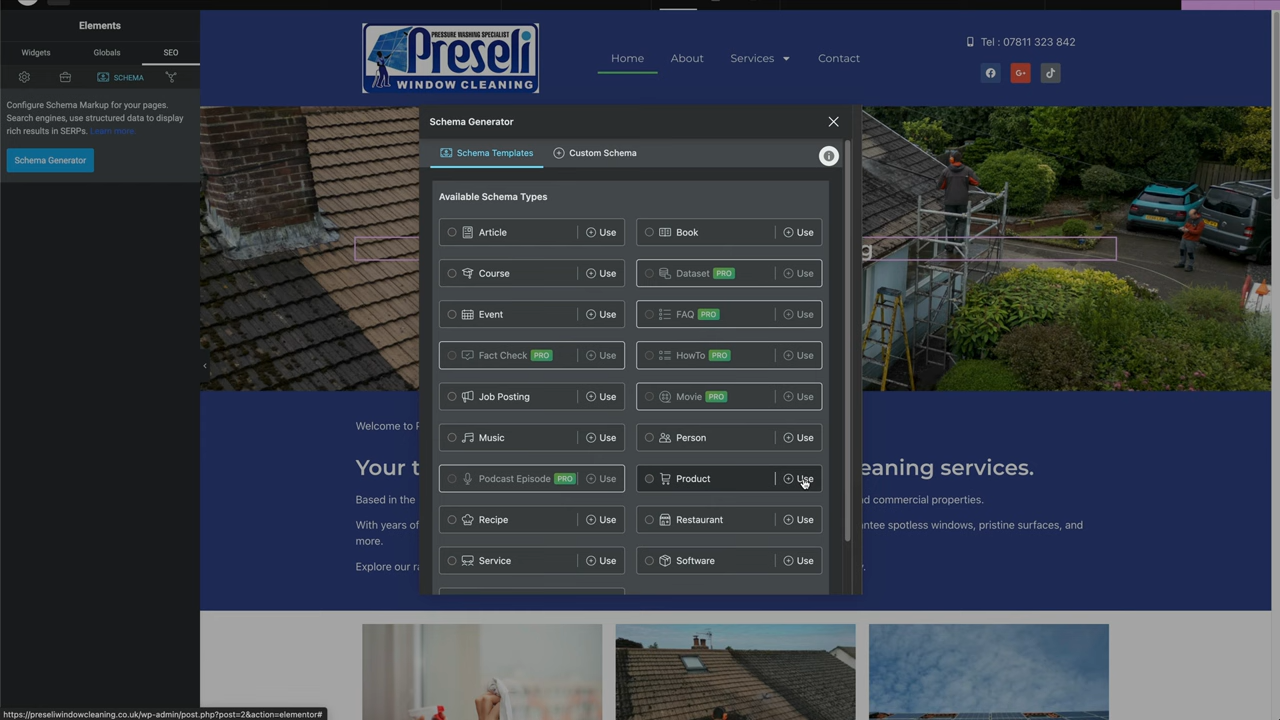 Elements
Widgets
Globals
SEO
SCHEMA
Configure Schema Markup for your pages.
Search engines, use structured data to display
rich results in SERPs. Learn more.
Schema Generator
PRESSURE WASHING SPECIALIST
Preseli
WINDOW CLEANING
Home
About
Services
Contact
Tel : 07811 323 842
Schema Generator
Schema Templates
Custom Schema
Available Schema Types
Article Use
Book Use
Course Use
Dataset PRO Use
Event Use
FAQ PRO Use
Fact Check PRO Use
HowTo PRO Use
Job Posting Use
Movie PRO Use
Music Use
Person Use
Podcast Episode PRO Use
Product Use
Recipe Use
Restaurant Use
Service Use
Software Use
g
Welcome to P
Your t
eaning services.
Based in the
d commercial properties.
With years of
antee spotless windows, pristine surfaces, and
more.
Explore our ra
https://preseliwindowcleaning.co.uk/wp-admin/post.php?post=2&action=elementor#